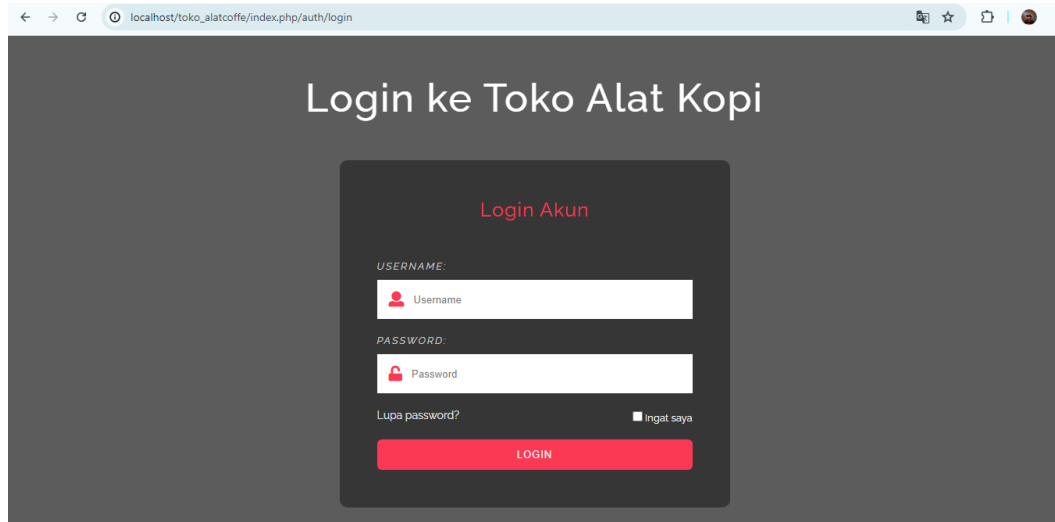 localhost/toko_alatcoffe/index.php/auth/login
Login ke Toko Alat Kopi
Login Akun
USERNAME:
Username
PASSWORD:
Password
Lupa password? Ingat saya
LOGIN